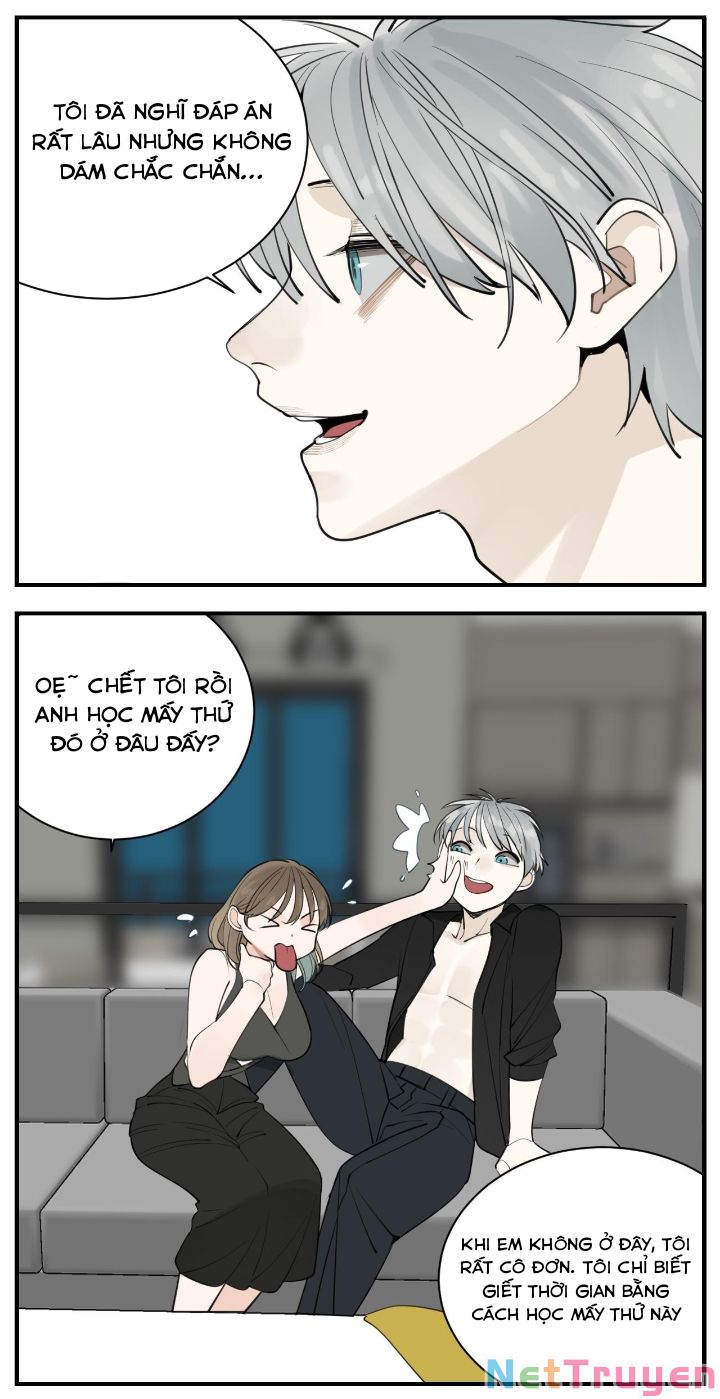 TÔI ĐÃ NGHĨ ĐÁP ÁN
RẤT LÂU NHƯNG KHÔNG
DÁM CHẮC CHẮN...
OẸ~ CHẾT TÔI RỒI
ANH HỌC MẤY THỨ
ĐÓ Ở ĐÂU ĐẤY?
KHI EM KHÔNG Ở ĐÂY, TÔI
RẤT CÔ ĐƠN. TÔI CHỈ BIẾT
GIẾT THỜI GIAN BẰNG
CÁCH HỌC MẤY THỨ NÀY
NETTRUYEN